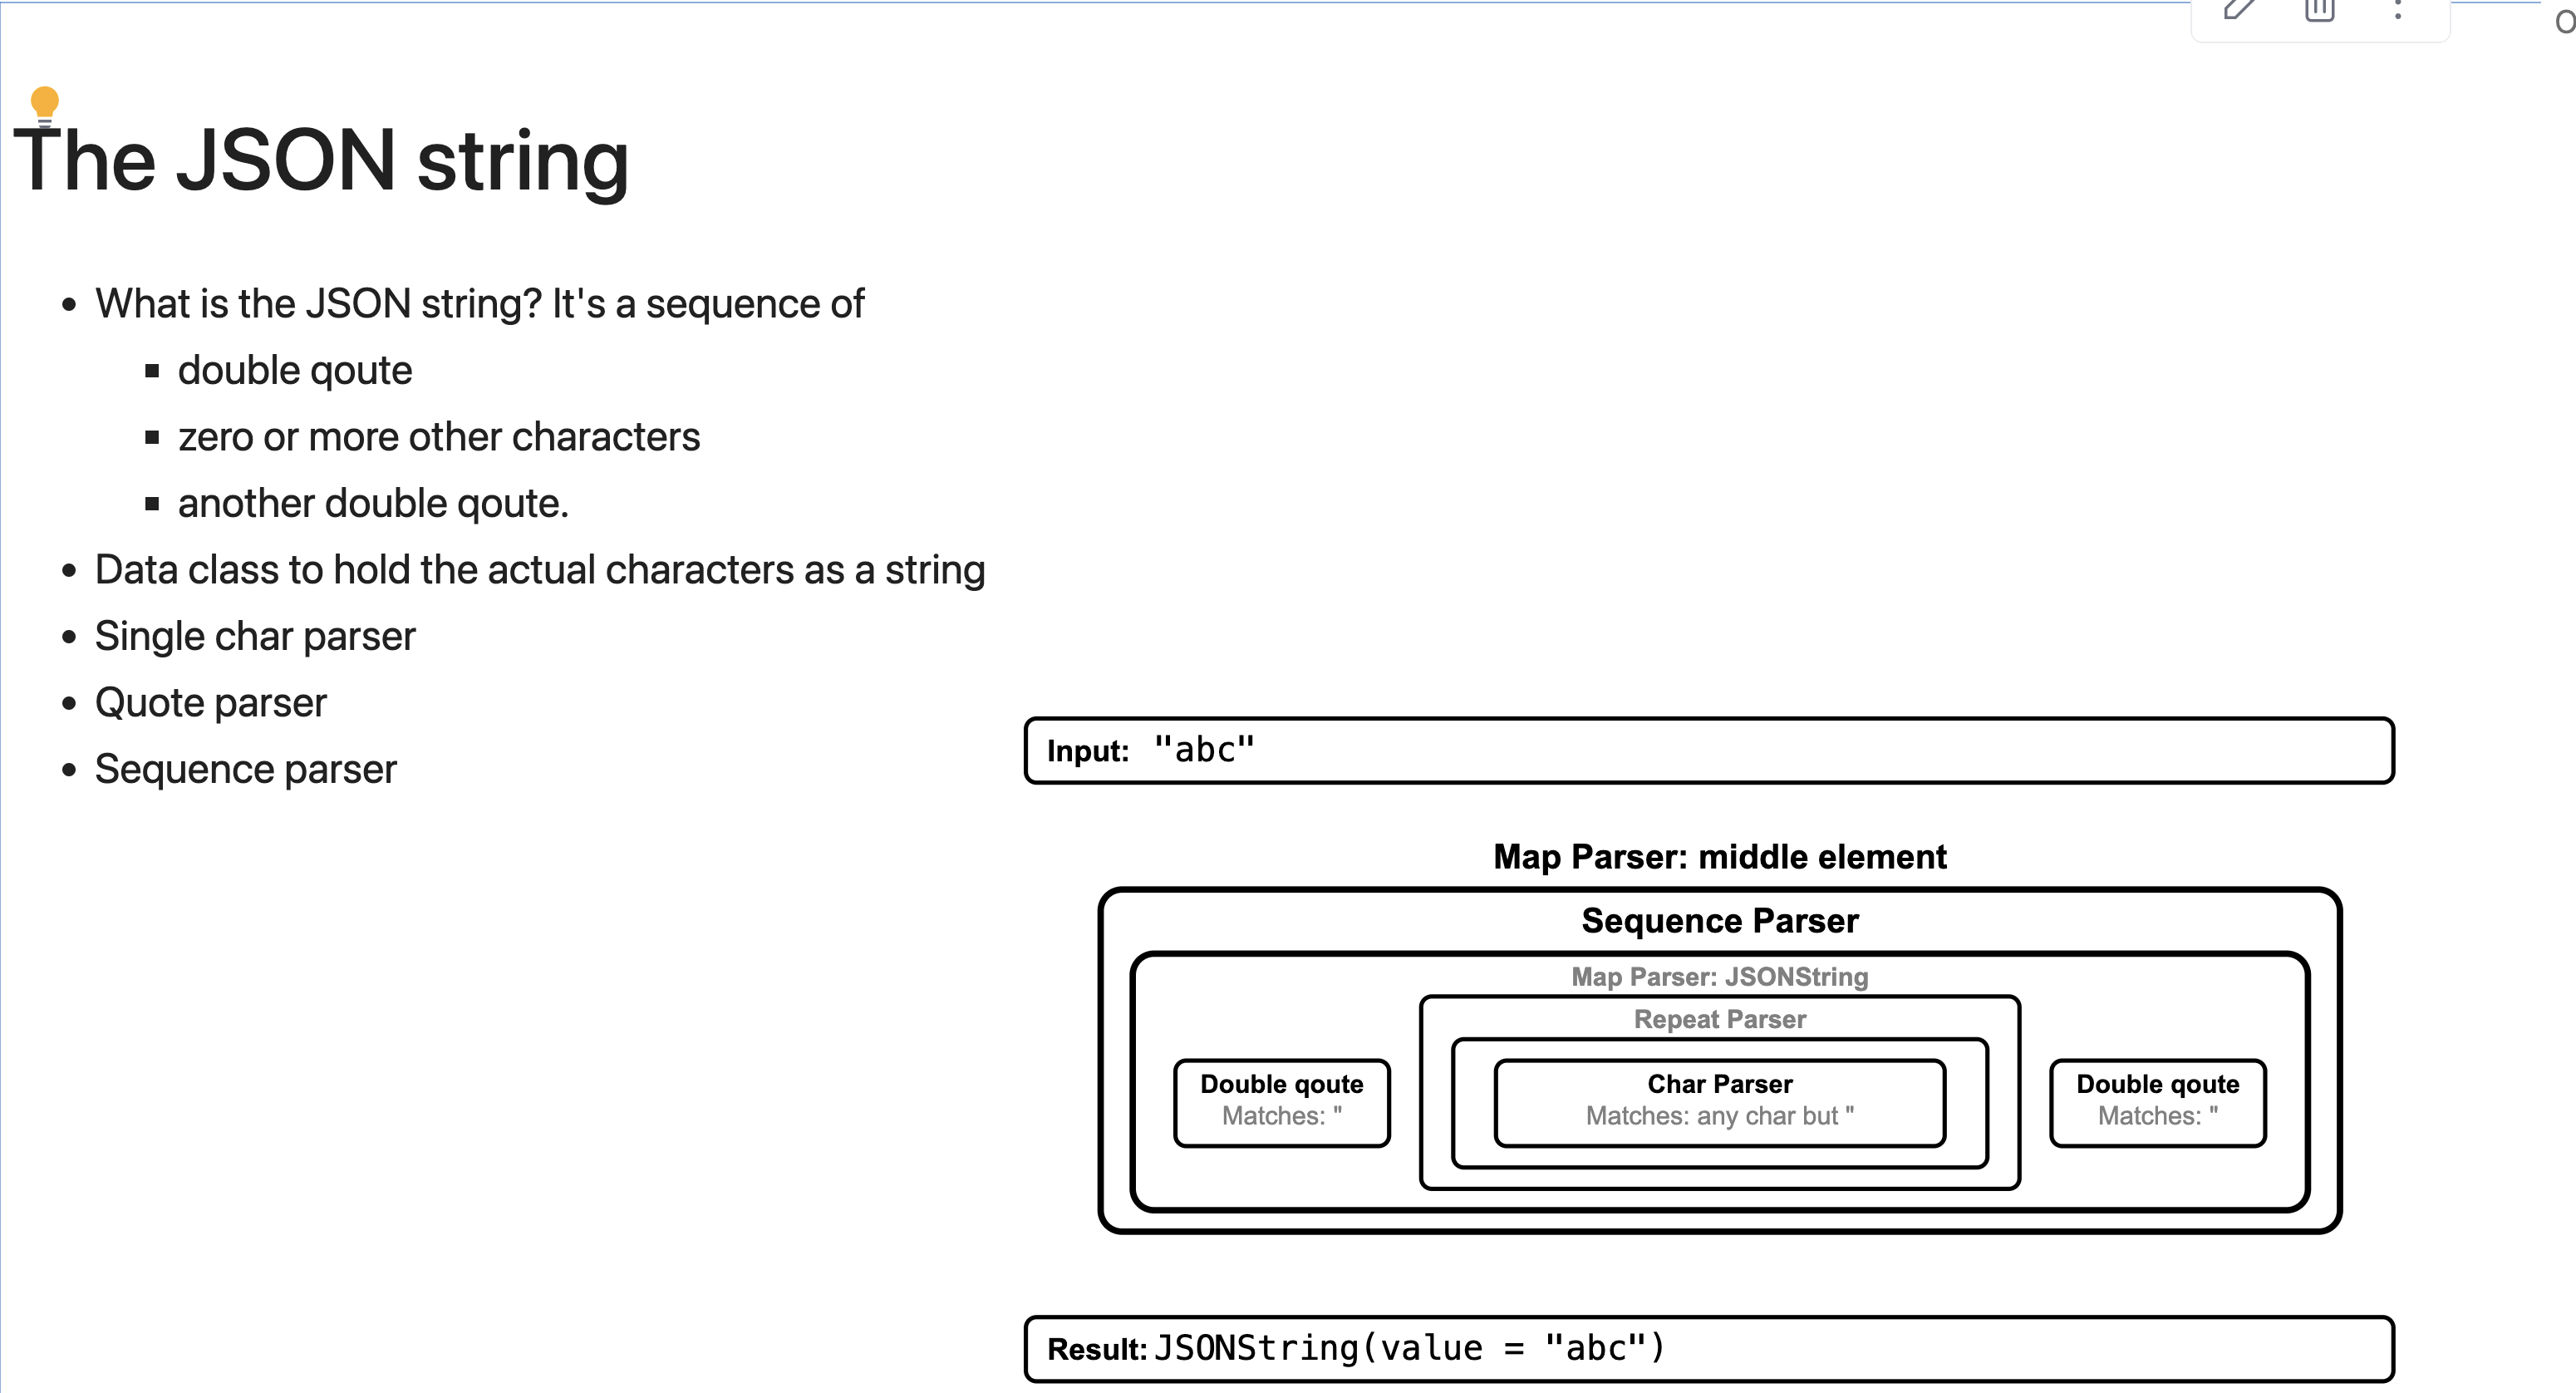 The JSON string
What is the JSON string? It's a sequence of
double qoute
zero or more other characters
another double qoute.
Data class to hold the actual characters as a string
Single char parser
Quote parser
Sequence parser
Input: "abc"
Map Parser: middle element
Sequence Parser
Map Parser: JSONString
Repeat Parser
Double qoute
Matches: "
Char Parser
Matches: any char but "
Double qoute
Matches: "
Result: JSONString(value = "abc")